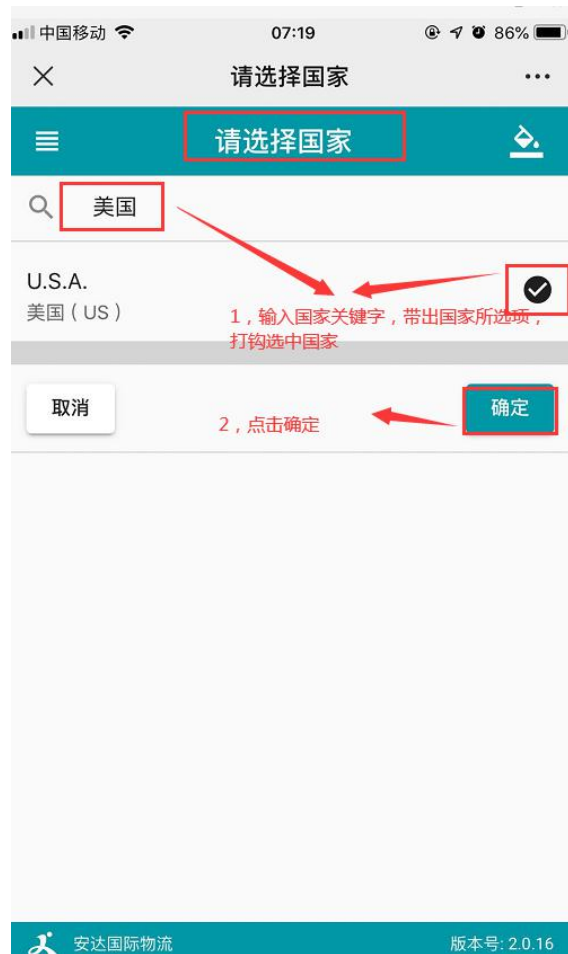 中国移动 07:19 86%
请选择国家
请选择国家
美国
U.S.A.
美国（US）
1，输入国家关键字，带出国家所选项，
打钩选中国家
取消 确定
2，点击确定
安达国际物流 版本号: 2.0.16